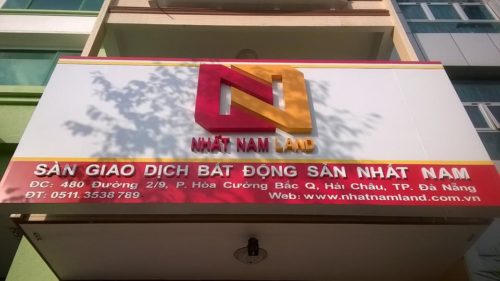 NHẤT NAM LAND
SÀN GIAO DỊCH BẤT ĐỘNG SẢN NHẤT NAM
ĐC: 480 Đường 2/9, P. Hòa Cường Bắc Q, Hải Châu, TP. Đà Nẵng
ĐT: 0511.3538789 Web: www.nhatnamland.com.vn